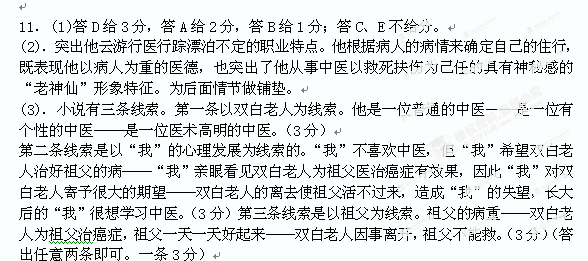 11．(1)答 D 给 3 分，答 A 给 2 分，答 B 给 1 分；答 C、E 不给分。
(2)．突出他云游行医行踪漂泊不定的职业特点。他根据病人的病情来确定自己的住行，
既表现他以病人为重的医德，也突出了他从事中医以救死扶伤为己任的具有神秘感的
“老神仙”形象特征。为后面情节做铺垫。
(3)．小说有三条线索。第一条以双白老人为线索。他是一位普通的中医——是一位有
个性的中医——是一位医术高明的中医。（3 分）
第二条线索是以“我”的心理发展为线索的。“我”不喜欢中医，但“我”希望双白老
人治好祖父的病——“我”亲眼看见双白老人为祖父医治癌症有效果，因此“我”对双
白老人寄予很大的期望——双白老人的离去使祖父活不过来，造成“我”的失望，长大
后的“我”很想学习中医。（3 分）第三条线索是以祖父为线索。祖父的病重——双白老
人为祖父治癌症，祖父一天一天好起来——双白老人因事离开，祖父不能救。（3 分）（答
出任意两条即可。一条 3 分）